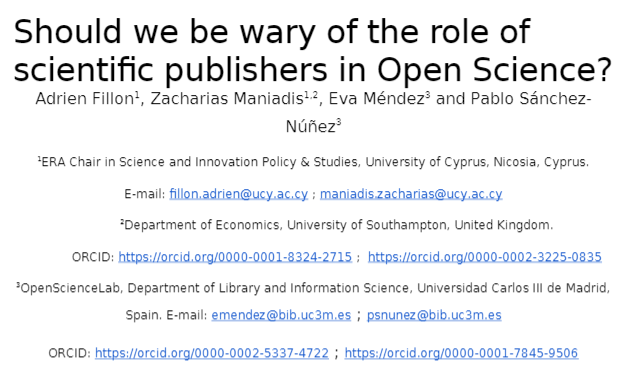 Should we be wary of the role of
scientific publishers in Open Science?
Adrien Fillon¹, Zacharias Maniadis¹·², Eva Méndez³ and Pablo Sánchez-
Núñez³
¹ERA Chair in Science and Innovation Policy & Studies, University of Cyprus, Nicosia, Cyprus.
E-mail: fillon.adrien@ucy.ac.cy ; maniadis.zacharias@ucy.ac.cy
²Department of Economics, University of Southampton, United Kingdom.
ORCID: https://orcid.org/0000-0001-8324-2715 ; https://orcid.org/0000-0002-3225-0835
³OpenScienceLab, Department of Library and Information Science, Universidad Carlos III de Madrid,
Spain. E-mail: emendez@bib.uc3m.es ; psnunez@bib.uc3m.es
ORCID: https://orcid.org/0000-0002-5337-4722 ; https://orcid.org/0000-0001-7845-9506